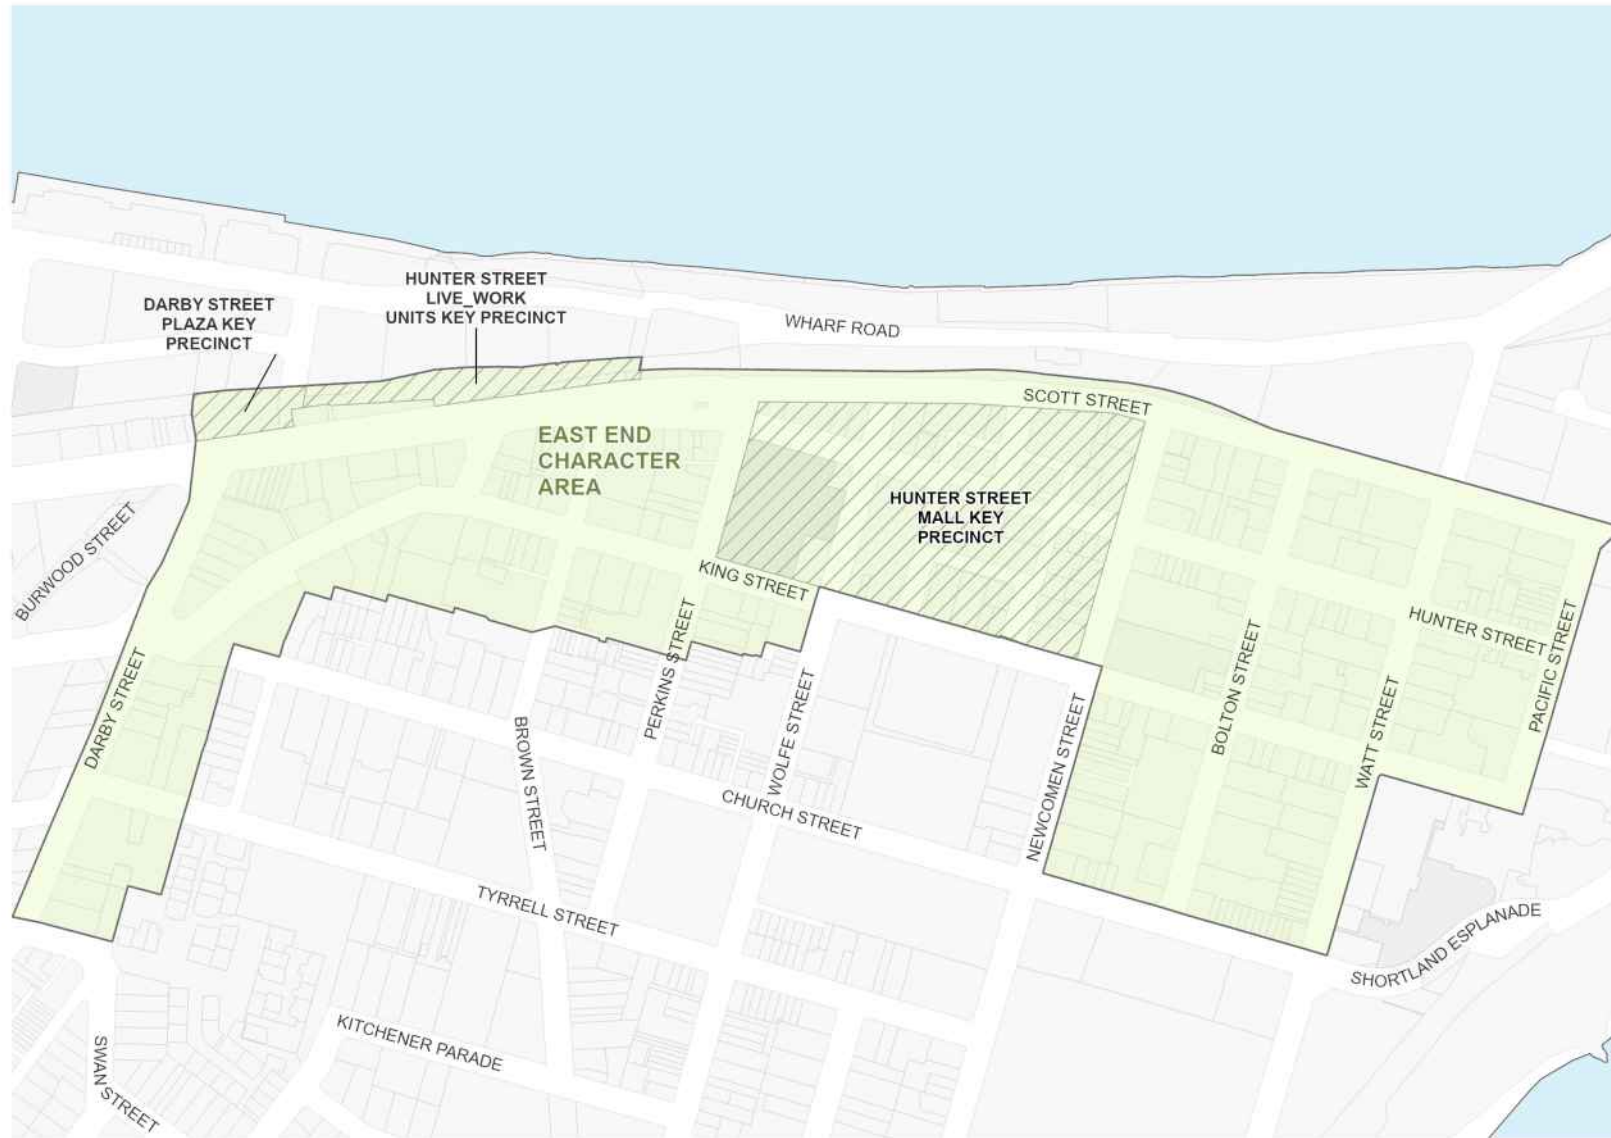 HUNTER STREET
LIVE_WORK
UNITS KEY PRECINCT
DARBY STREET
PLAZA KEY
PRECINCT
WHARF ROAD
SCOTT STREET
EAST END
CHARACTER
AREA
HUNTER STREET
MALL KEY
PRECINCT
BURWOOD STREET
KING STREET
HUNTER STREET
PACIFIC STREET
DARBY STREET
PERKINS STREET
BOLTON STREET
WATT STREET
BROWN STREET
WOLFE STREET
NEWCOMEN STREET
CHURCH STREET
TYRRELL STREET
SHORTLAND ESPLANADE
KITCHENER PARADE
SWAN STREET